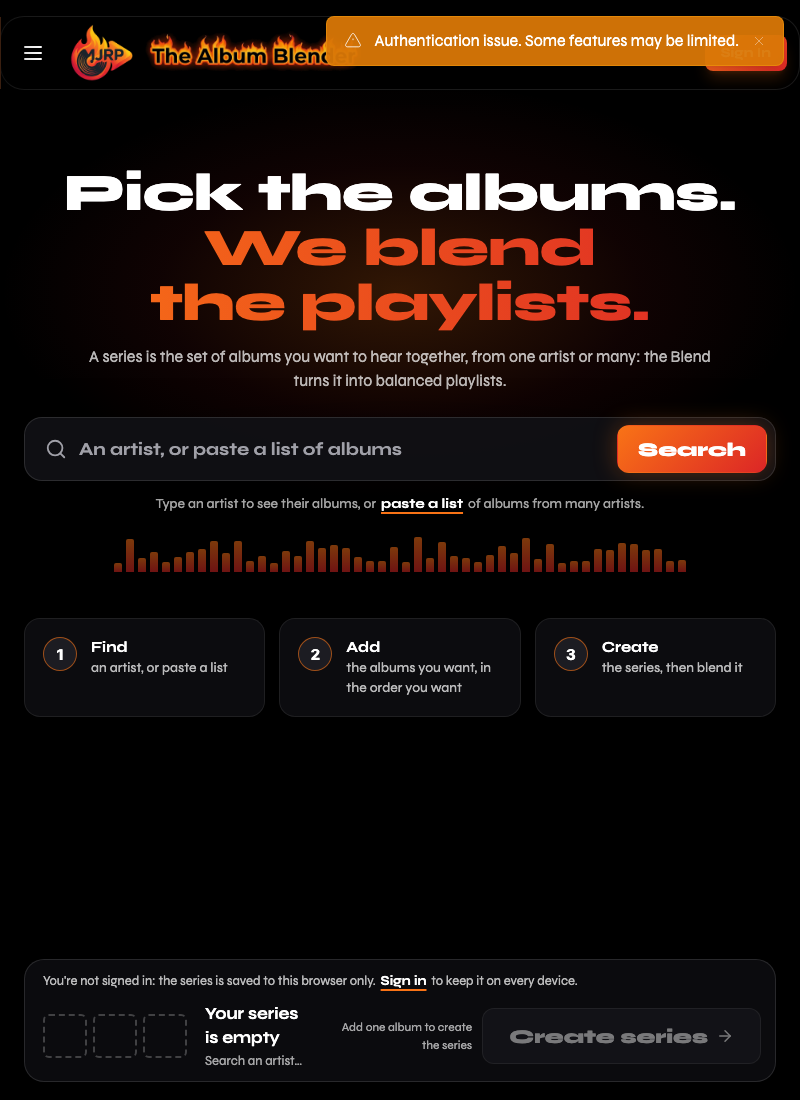 MJRP
The Album Blender
Authentication issue. Some features may be limited.
Sign in
Pick the albums.
We blend
the playlists.
A series is the set of albums you want to hear together, from one artist or many: the Blend
turns it into balanced playlists.
An artist, or paste a list of albums
Search
Type an artist to see their albums, or paste a list of albums from many artists.
1
Find
an artist, or paste a list
2
Add
the albums you want, in
the order you want
3
Create
the series, then blend it
You're not signed in: the series is saved to this browser only. Sign in to keep it on every device.
Your series
is empty
Search an artist…
Add one album to create
the series
Create series